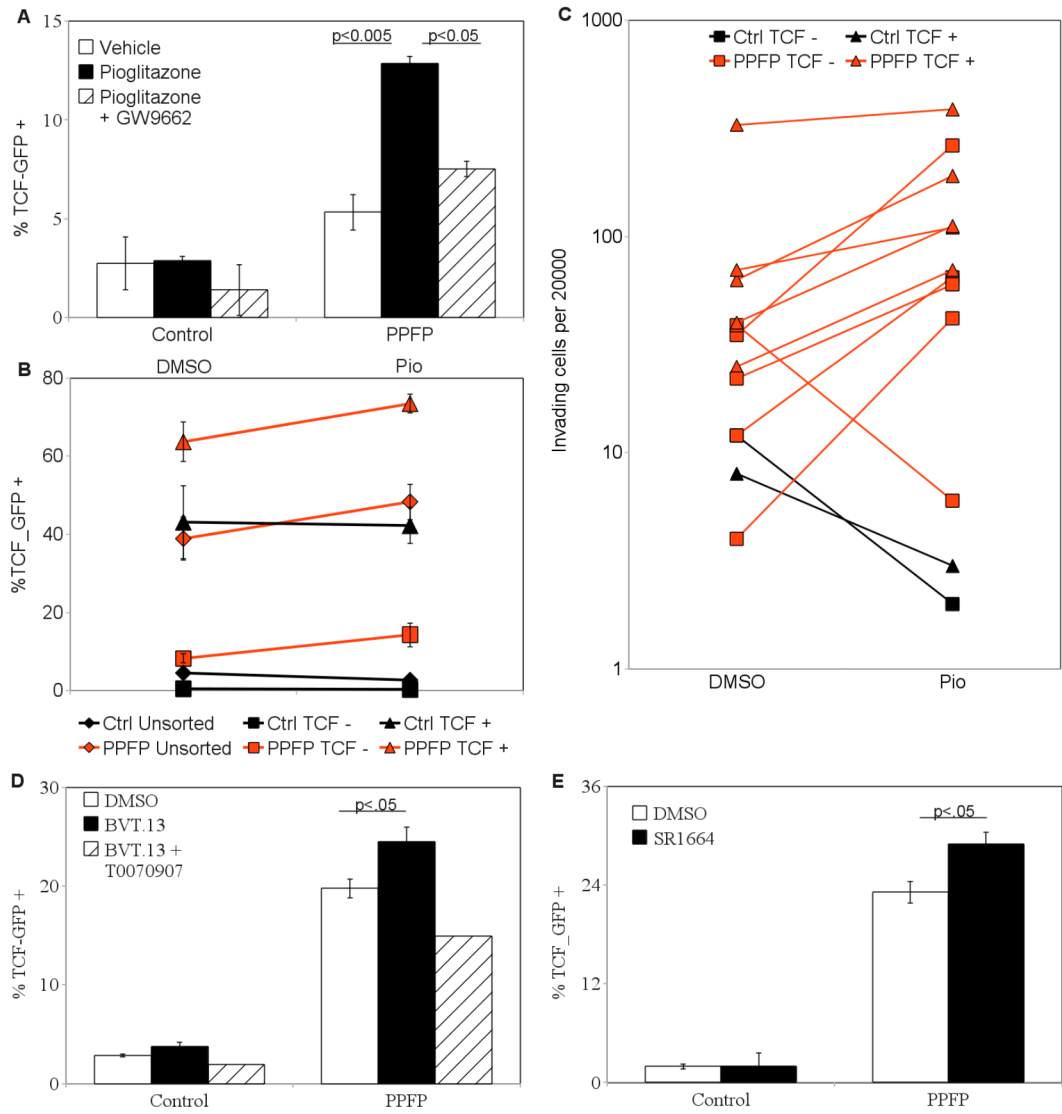 A
15
10
5
0
% TCF-GFP +
Vehicle
Pioglitazone
Pioglitazone
+ GW9662
p<0.005
p<0.05
Control
PPFP
B
DMSO
Pio
80
60
40
20
0
%TCF_GFP +
Ctrl Unsorted
Ctrl TCF -
Ctrl TCF +
PPFP Unsorted
PPFP TCF -
PPFP TCF +
C
1000
100
10
1
Invading cells per 20000
Ctrl TCF -
Ctrl TCF +
PPFP TCF -
PPFP TCF +
DMSO
Pio
D
30
20
10
0
% TCF-GFP +
DMSO
BVT.13
BVT.13 +
T0070907
p<.05
Control
PPFP
E
36
24
12
0
% TCF_GFP +
DMSO
SR1664
p<.05
Control
PPFP